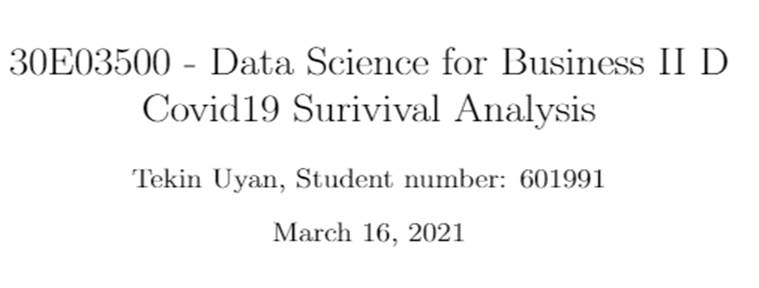 30E03500 - Data Science for Business II D
Covid19 Surivival Analysis
Tekin Uyan, Student number: 601991
March 16, 2021